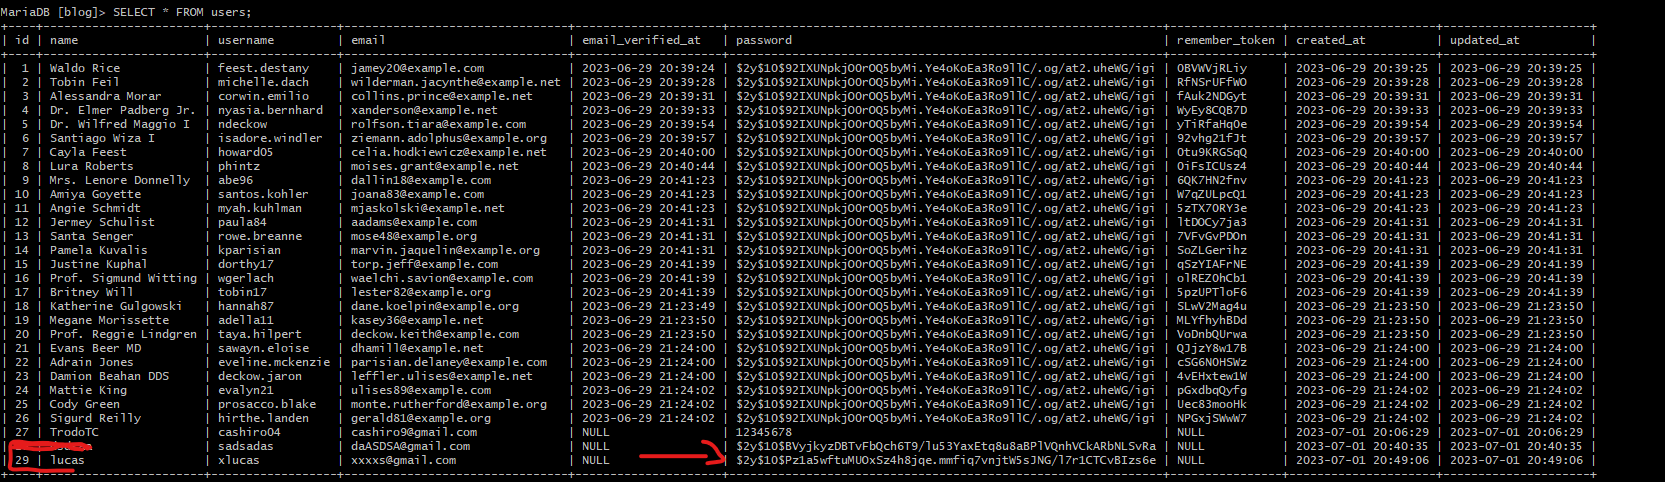 MariaDB [blog]> SELECT * FROM users;
| id | name | username | email | email_verified_at | password | remember_token | created_at | updated_at |
| 1 | Waldo Rice | feest.destany | jamey20@example.com | 2023-06-29 20:39:24 | $2y$10$92IXUNpkjO0rOQ5byMi.Ye4oKoEa3Ro9llC/.og/at2.uheWG/igi | OBVWVjRLiy | 2023-06-29 20:39:25 | 2023-06-29 20:39:25 |
| 2 | Tobin Feil | michelle.dach | wilderman.jacynthe@example.net | 2023-06-29 20:39:28 | $2y$10$92IXUNpkjO0rOQ5byMi.Ye4oKoEa3Ro9llC/.og/at2.uheWG/igi | RfNSrUFfWO | 2023-06-29 20:39:28 | 2023-06-29 20:39:28 |
| 3 | Alessandra Morar | corwin.emilio | collins.prince@example.net | 2023-06-29 20:39:31 | $2y$10$92IXUNpkjO0rOQ5byMi.Ye4oKoEa3Ro9llC/.og/at2.uheWG/igi | fAuk2NDGyt | 2023-06-29 20:39:31 | 2023-06-29 20:39:31 |
| 4 | Dr. Elmer Padberg Jr. | nyasia.bernhard | xanderson@example.net | 2023-06-29 20:39:33 | $2y$10$92IXUNpkjO0rOQ5byMi.Ye4oKoEa3Ro9llC/.og/at2.uheWG/igi | WyEy8CQB7D | 2023-06-29 20:39:33 | 2023-06-29 20:39:33 |
| 5 | Dr. Wilfred Maggio I | ndeckow | rolfson.tiara@example.com | 2023-06-29 20:39:54 | $2y$10$92IXUNpkjO0rOQ5byMi.Ye4oKoEa3Ro9llC/.og/at2.uheWG/igi | yTiRfaHqOe | 2023-06-29 20:39:54 | 2023-06-29 20:39:54 |
| 6 | Santiago Wiza I | isadore.windler | ziemann.adolphus@example.org | 2023-06-29 20:39:57 | $2y$10$92IXUNpkjO0rOQ5byMi.Ye4oKoEa3Ro9llC/.og/at2.uheWG/igi | 92vhg21fJt | 2023-06-29 20:39:57 | 2023-06-29 20:39:57 |
| 7 | Cayla Feest | howard05 | celia.hodkiewicz@example.net | 2023-06-29 20:40:00 | $2y$10$92IXUNpkjO0rOQ5byMi.Ye4oKoEa3Ro9llC/.og/at2.uheWG/igi | Otu9KRGSqQ | 2023-06-29 20:40:00 | 2023-06-29 20:40:00 |
| 8 | Lura Roberts | phintz | moises.grant@example.net | 2023-06-29 20:40:44 | $2y$10$92IXUNpkjO0rOQ5byMi.Ye4oKoEa3Ro9llC/.og/at2.uheWG/igi | OiFsICUsz4 | 2023-06-29 20:40:44 | 2023-06-29 20:40:44 |
| 9 | Mrs. Lenore Donnelly | abe96 | dallin18@example.com | 2023-06-29 20:41:23 | $2y$10$92IXUNpkjO0rOQ5byMi.Ye4oKoEa3Ro9llC/.og/at2.uheWG/igi | 6QK7HN2fnv | 2023-06-29 20:41:23 | 2023-06-29 20:41:23 |
| 10 | Amiya Goyette | santos.kohler | joana83@example.com | 2023-06-29 20:41:23 | $2y$10$92IXUNpkjO0rOQ5byMi.Ye4oKoEa3Ro9llC/.og/at2.uheWG/igi | W7qZULpcQ1 | 2023-06-29 20:41:23 | 2023-06-29 20:41:23 |
| 11 | Angie Schmidt | myah.kuhlman | mjaskolski@example.net | 2023-06-29 20:41:23 | $2y$10$92IXUNpkjO0rOQ5byMi.Ye4oKoEa3Ro9llC/.og/at2.uheWG/igi | 5zTX7ORY3e | 2023-06-29 20:41:23 | 2023-06-29 20:41:23 |
| 12 | Jermey Schulist | paula84 | aadams@example.com | 2023-06-29 20:41:31 | $2y$10$92IXUNpkjO0rOQ5byMi.Ye4oKoEa3Ro9llC/.og/at2.uheWG/igi | ltDOCy7ja3 | 2023-06-29 20:41:31 | 2023-06-29 20:41:31 |
| 13 | Santa Senger | rowe.breanne | mose48@example.org | 2023-06-29 20:41:31 | $2y$10$92IXUNpkjO0rOQ5byMi.Ye4oKoEa3Ro9llC/.og/at2.uheWG/igi | 7VFvGvPDOn | 2023-06-29 20:41:31 | 2023-06-29 20:41:31 |
| 14 | Pamela Kuvalis | kparisian | marvin.jaquelin@example.org | 2023-06-29 20:41:31 | $2y$10$92IXUNpkjO0rOQ5byMi.Ye4oKoEa3Ro9llC/.og/at2.uheWG/igi | SoZLGerihz | 2023-06-29 20:41:31 | 2023-06-29 20:41:31 |
| 15 | Justine Kuphal | dorthy17 | torp.jeff@example.com | 2023-06-29 20:41:39 | $2y$10$92IXUNpkjO0rOQ5byMi.Ye4oKoEa3Ro9llC/.og/at2.uheWG/igi | qSzYIAFrNE | 2023-06-29 20:41:39 | 2023-06-29 20:41:39 |
| 16 | Prof. Sigmund Witting | wgerlach | waelchi.savion@example.com | 2023-06-29 20:41:39 | $2y$10$92IXUNpkjO0rOQ5byMi.Ye4oKoEa3Ro9llC/.og/at2.uheWG/igi | olREZOhCb1 | 2023-06-29 20:41:39 | 2023-06-29 20:41:39 |
| 17 | Britney Will | tobin17 | lester82@example.org | 2023-06-29 20:41:39 | $2y$10$92IXUNpkjO0rOQ5byMi.Ye4oKoEa3Ro9llC/.og/at2.uheWG/igi | 5pzUPTloF6 | 2023-06-29 20:41:39 | 2023-06-29 20:41:39 |
| 18 | Katherine Gulgowski | hannah87 | dane.keipin@example.org | 2023-06-29 21:23:49 | $2y$10$92IXUNpkjO0rOQ5byMi.Ye4oKoEa3Ro9llC/.og/at2.uheWG/igi | SLwV2Mag4u | 2023-06-29 21:23:50 | 2023-06-29 21:23:50 |
| 19 | Megane Morissette | adella11 | kasey36@example.net | 2023-06-29 21:23:50 | $2y$10$92IXUNpkjO0rOQ5byMi.Ye4oKoEa3Ro9llC/.og/at2.uheWG/igi | MLYfhyhBDd | 2023-06-29 21:23:50 | 2023-06-29 21:23:50 |
| 20 | Prof. Reggie Lindgren | taya.hilpert | deckow.keith@example.com | 2023-06-29 21:23:50 | $2y$10$92IXUNpkjO0rOQ5byMi.Ye4oKoEa3Ro9llC/.og/at2.uheWG/igi | VoDnbQUrwa | 2023-06-29 21:23:50 | 2023-06-29 21:23:50 |
| 21 | Evans Beer MD | sawayn.eloise | dhamill@example.net | 2023-06-29 21:24:00 | $2y$10$92IXUNpkjO0rOQ5byMi.Ye4oKoEa3Ro9llC/.og/at2.uheWG/igi | QJjzY8w17B | 2023-06-29 21:24:00 | 2023-06-29 21:24:00 |
| 22 | Adrain Jones | eveline.mckenzie | parisian.delaney@example.com | 2023-06-29 21:24:00 | $2y$10$92IXUNpkjO0rOQ5byMi.Ye4oKoEa3Ro9llC/.og/at2.uheWG/igi | cSG6NOHSWz | 2023-06-29 21:24:00 | 2023-06-29 21:24:00 |
| 23 | Damion Beahan DDS | deckow.jaron | leffler.ulises@example.net | 2023-06-29 21:24:00 | $2y$10$92IXUNpkjO0rOQ5byMi.Ye4oKoEa3Ro9llC/.og/at2.uheWG/igi | 4vEHxtew1W | 2023-06-29 21:24:00 | 2023-06-29 21:24:00 |
| 24 | Mattie King | evalyn21 | ulises89@example.com | 2023-06-29 21:24:02 | $2y$10$92IXUNpkjO0rOQ5byMi.Ye4oKoEa3Ro9llC/.og/at2.uheWG/igi | pGxdbqQyfg | 2023-06-29 21:24:02 | 2023-06-29 21:24:02 |
| 25 | Cody Green | prosacco.blake | monte.rutherford@example.org | 2023-06-29 21:24:02 | $2y$10$92IXUNpkjO0rOQ5byMi.Ye4oKoEa3Ro9llC/.og/at2.uheWG/igi | Uec83mooHk | 2023-06-29 21:24:02 | 2023-06-29 21:24:02 |
| 26 | Sigurd Reilly | hirthe.landen | gerald81@example.org | 2023-06-29 21:24:02 | $2y$10$92IXUNpkjO0rOQ5byMi.Ye4oKoEa3Ro9llC/.og/at2.uheWG/igi | NPGxjSWwW7 | 2023-06-29 21:24:02 | 2023-06-29 21:24:02 |
| 27 | TrodoTC | cashiro04 | cashiro9@gmail.com | NULL | 12345678 | NULL | 2023-07-01 20:06:29 | 2023-07-01 20:06:29 |
| sadsadas | daASDSA@gmail.com | NULL | $2y$10$BVyjkyzDBTvFbQch6T9/lu53YaxEtq8u8aBPlVQnhVCkARbNLSvRa | NULL | 2023-07-01 20:40:35 | 2023-07-01 20:40:35 |
| 29 | lucas | xlucas | xxxxs@gmail.com | NULL | $2y$10$Pz1a5wftuMUOxSz4h8jqe.mmfiq7vnjtW5sJNG/l7r1CTCvBIzs6e | NULL | 2023-07-01 20:49:06 | 2023-07-01 20:49:06 |